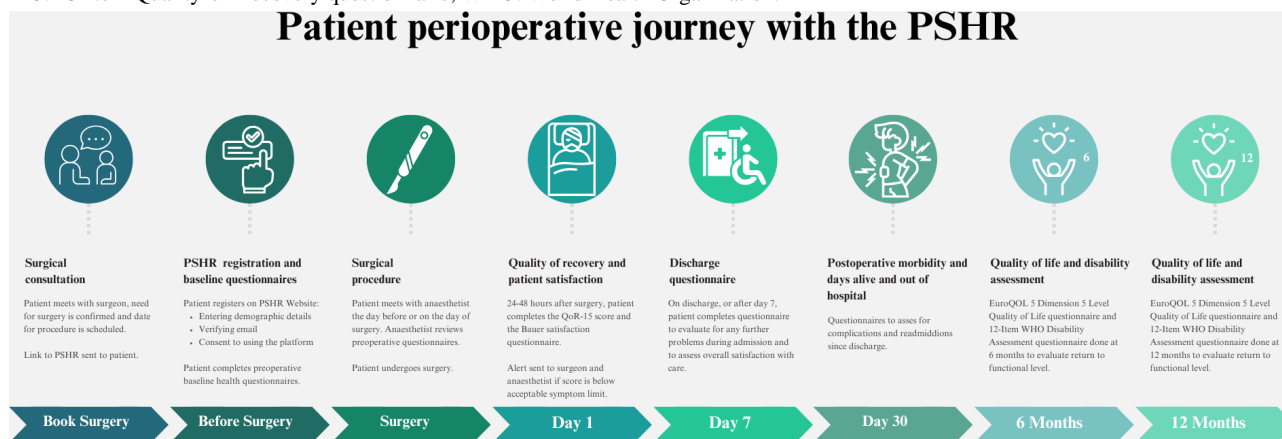 Quality of Recovery questionnaire; WHO: World Health Organization.
Patient perioperative journey with the PSHR
6
12
Surgical
consultation
Patient meets with surgeon, need
for surgery is confirmed and date
for procedure is scheduled.
Link to PSHR sent to patient.
PSHR registration and
baseline questionnaires
Patient registers on PSHR Website:
• Entering demographic details
• Verifying email
• Consent to using the platform
Patient completes preoperative
baseline health questionnaires.
Surgical
procedure
Patient meets with anaesthetist
the day before or on the day of
surgery. Anaesthetist reviews
preoperative questionnaires.
Patient undergoes surgery.
Quality of recovery and
patient satisfaction
24-48 hours after surgery, patient
completes the QoR-15 score and
the Bauer satisfaction
questionnaire.
Alert sent to surgeon and
anaesthetist if score is below
acceptable symptom limit.
Discharge
questionnaire
On discharge, or after day 7,
patient completes questionnaire
to evaluate for any further
problems during admission and
to assess overall satisfaction with
care.
Postoperative morbidity and
days alive and out of
hospital
Questionnaires to asses for
complications and readmiddions
since discharge.
Quality of life and disability
assessment
EuroQOL 5 Dimension 5 Level
Quality of Life questionnaire and
12-Item WHO Disability
Assessment questionnaire done at
6 months to evaluate return to
functional level.
Quality of life and
disability assessment
EuroQOL 5 Dimension 5 Level
Quality of Life questionnaire and
12-Item WHO Disability
Assessment questionnaire done at
12 months to evaluate return to
functional level.
Book Surgery
Before Surgery
Surgery
Day 1
Day 7
Day 30
6 Months
12 Months